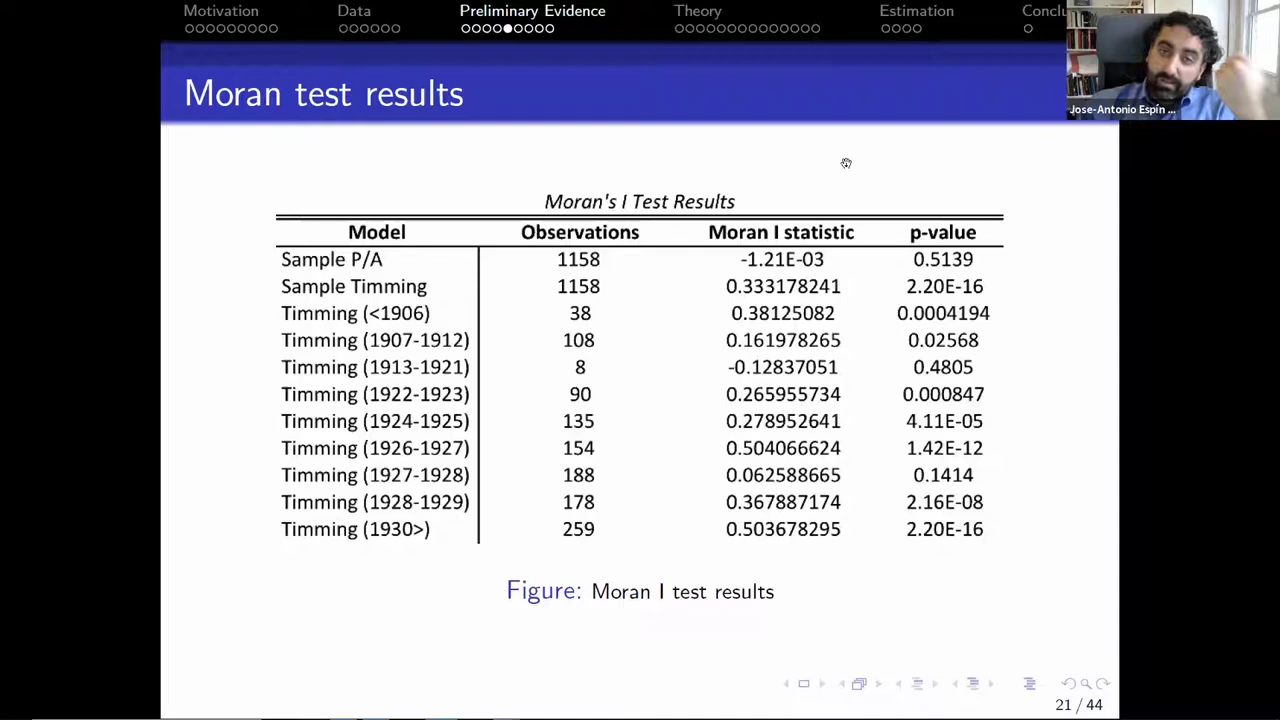 Motivation Data Preliminary Evidence Theory Estimation
Jose-Antonio Espín ...
Moran test results
Moran's I Test Results
Model Observations Moran I statistic p-value
Sample P/A 1158 -1.21E-03 0.5139
Sample Timming 1158 0.333178241 2.20E-16
Timming (<1906) 38 0.38125082 0.0004194
Timming (1907-1912) 108 0.161978265 0.02568
Timming (1913-1921) 8 -0.12837051 0.4805
Timming (1922-1923) 90 0.265955734 0.000847
Timming (1924-1925) 135 0.278952641 4.11E-05
Timming (1926-1927) 154 0.504066624 1.42E-12
Timming (1927-1928) 188 0.062588665 0.1414
Timming (1928-1929) 178 0.367887174 2.16E-08
Timming (1930>) 259 0.503678295 2.20E-16
Figure: Moran I test results
21 / 44